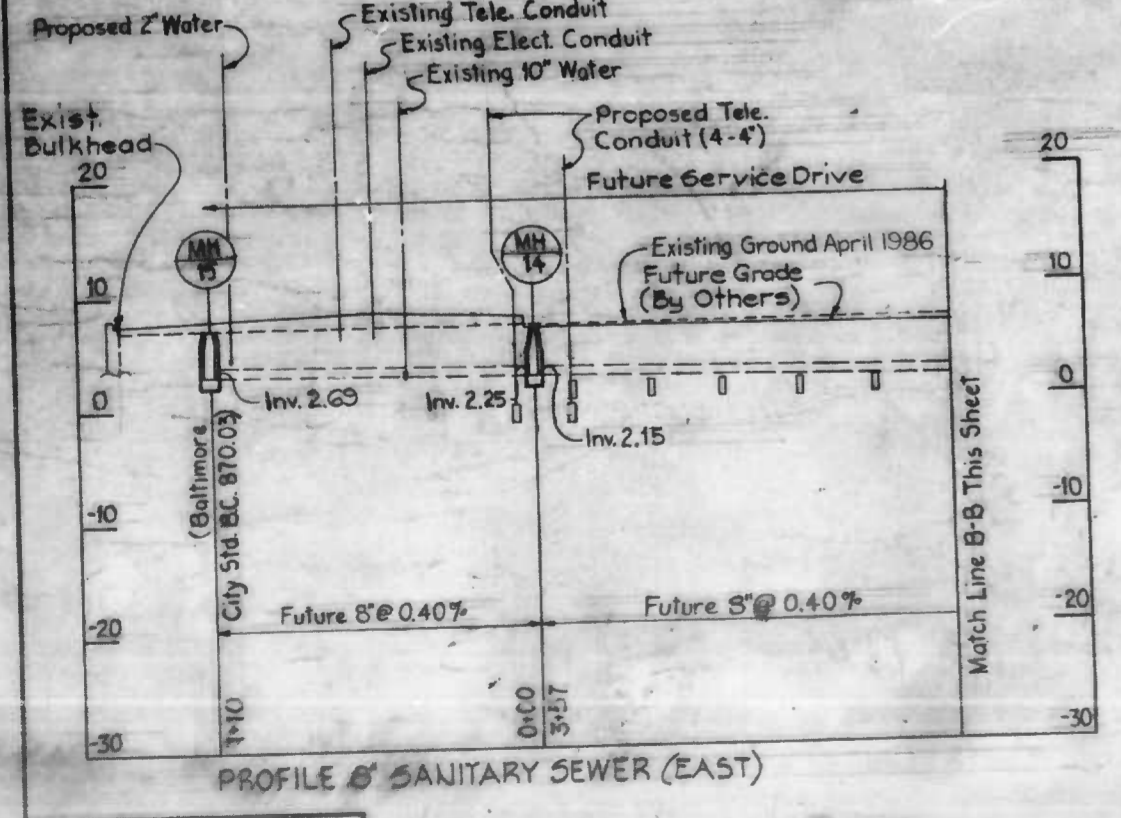 Existing Tele. Conduit
Proposed 2" Water
Existing Elect. Conduit
Existing 10" Water
Exist.
Bulkhead
Proposed Tele.
Conduit (4-4")
20
20
Future Service Drive
MH
15
MH
14
Existing Ground April 1986
10
Future Grade
(By Others)
10
0
0
Inv. 2.69
Inv. 2.25
Inv. 2.15
(Baltimore
City Std. B.C. 870.03)
Match Line B-B This Sheet
-10
-10
Future 8"@ 0.40%
Future 8"@ 0.40%
-20
-20
1+10
0+00
3+57
-30
-30
PROFILE 8" SANITARY SEWER (EAST)